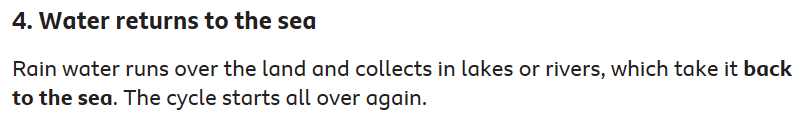 4. Water returns to the sea
Rain water runs over the land and collects in lakes or rivers, which take it back
to the sea. The cycle starts all over again.